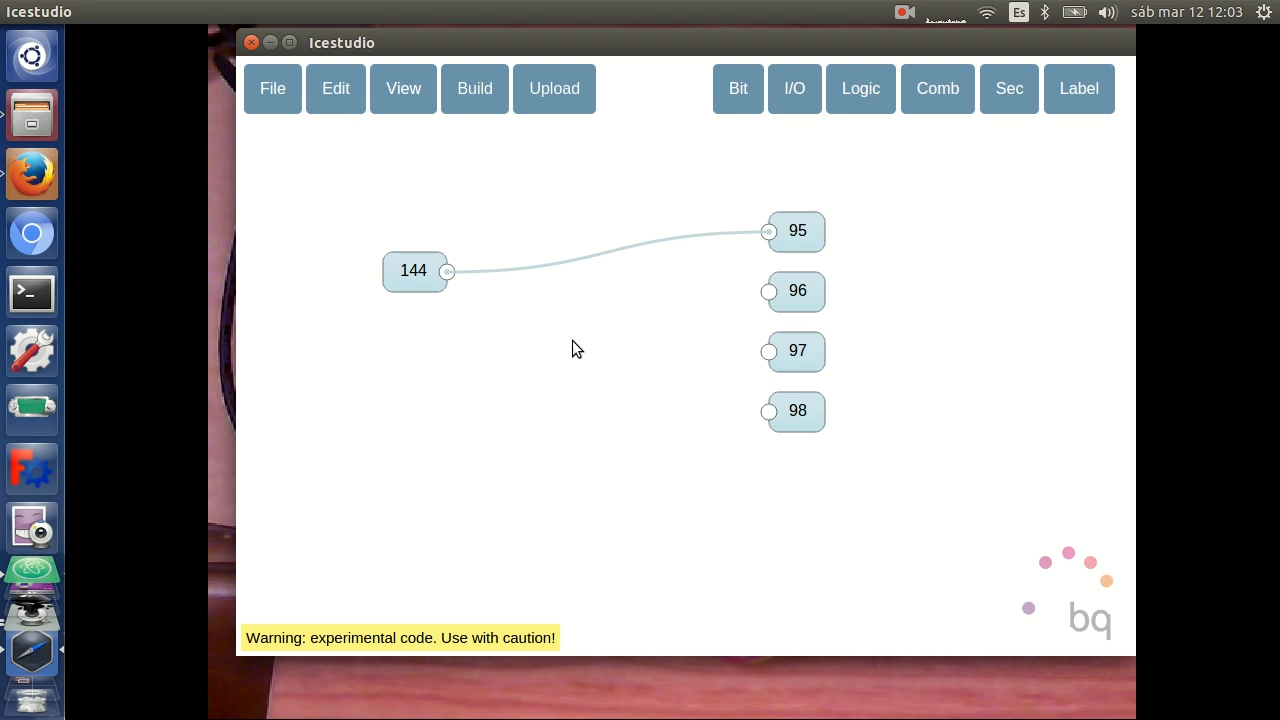 Icestudio
Es
sáb mar 12 12:03
Icestudio
File Edit View Build Upload Bit I/O Logic Comb Sec Label
95
144
96
97
98
bq
Warning: experimental code. Use with caution!